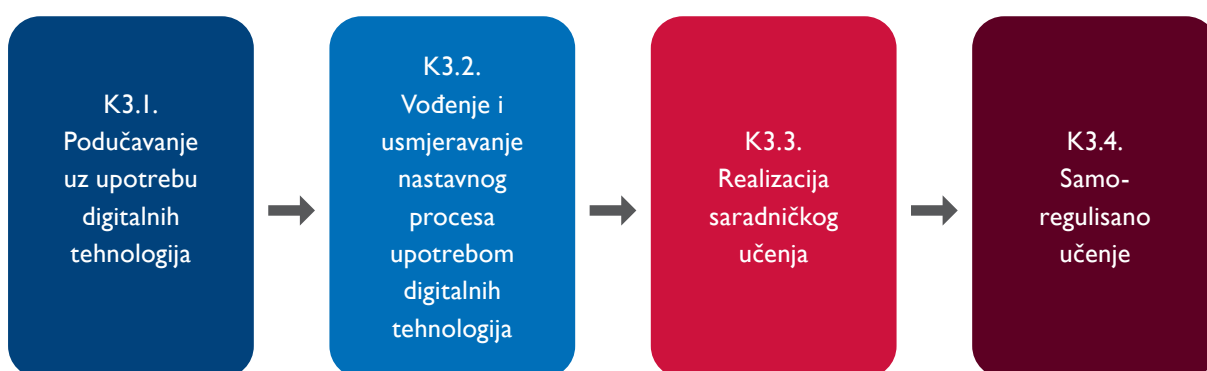 K3.1.
Podučavanje
uz upotrebu
digitalnih
tehnologija
K3.2.
Vođenje i
usmjeravanje
nastavnog
procesa
upotrebom
digitalnih
tehnologija
K3.3.
Realizacija
saradničkog
učenja
K3.4.
Samo-
regulisano
učenje